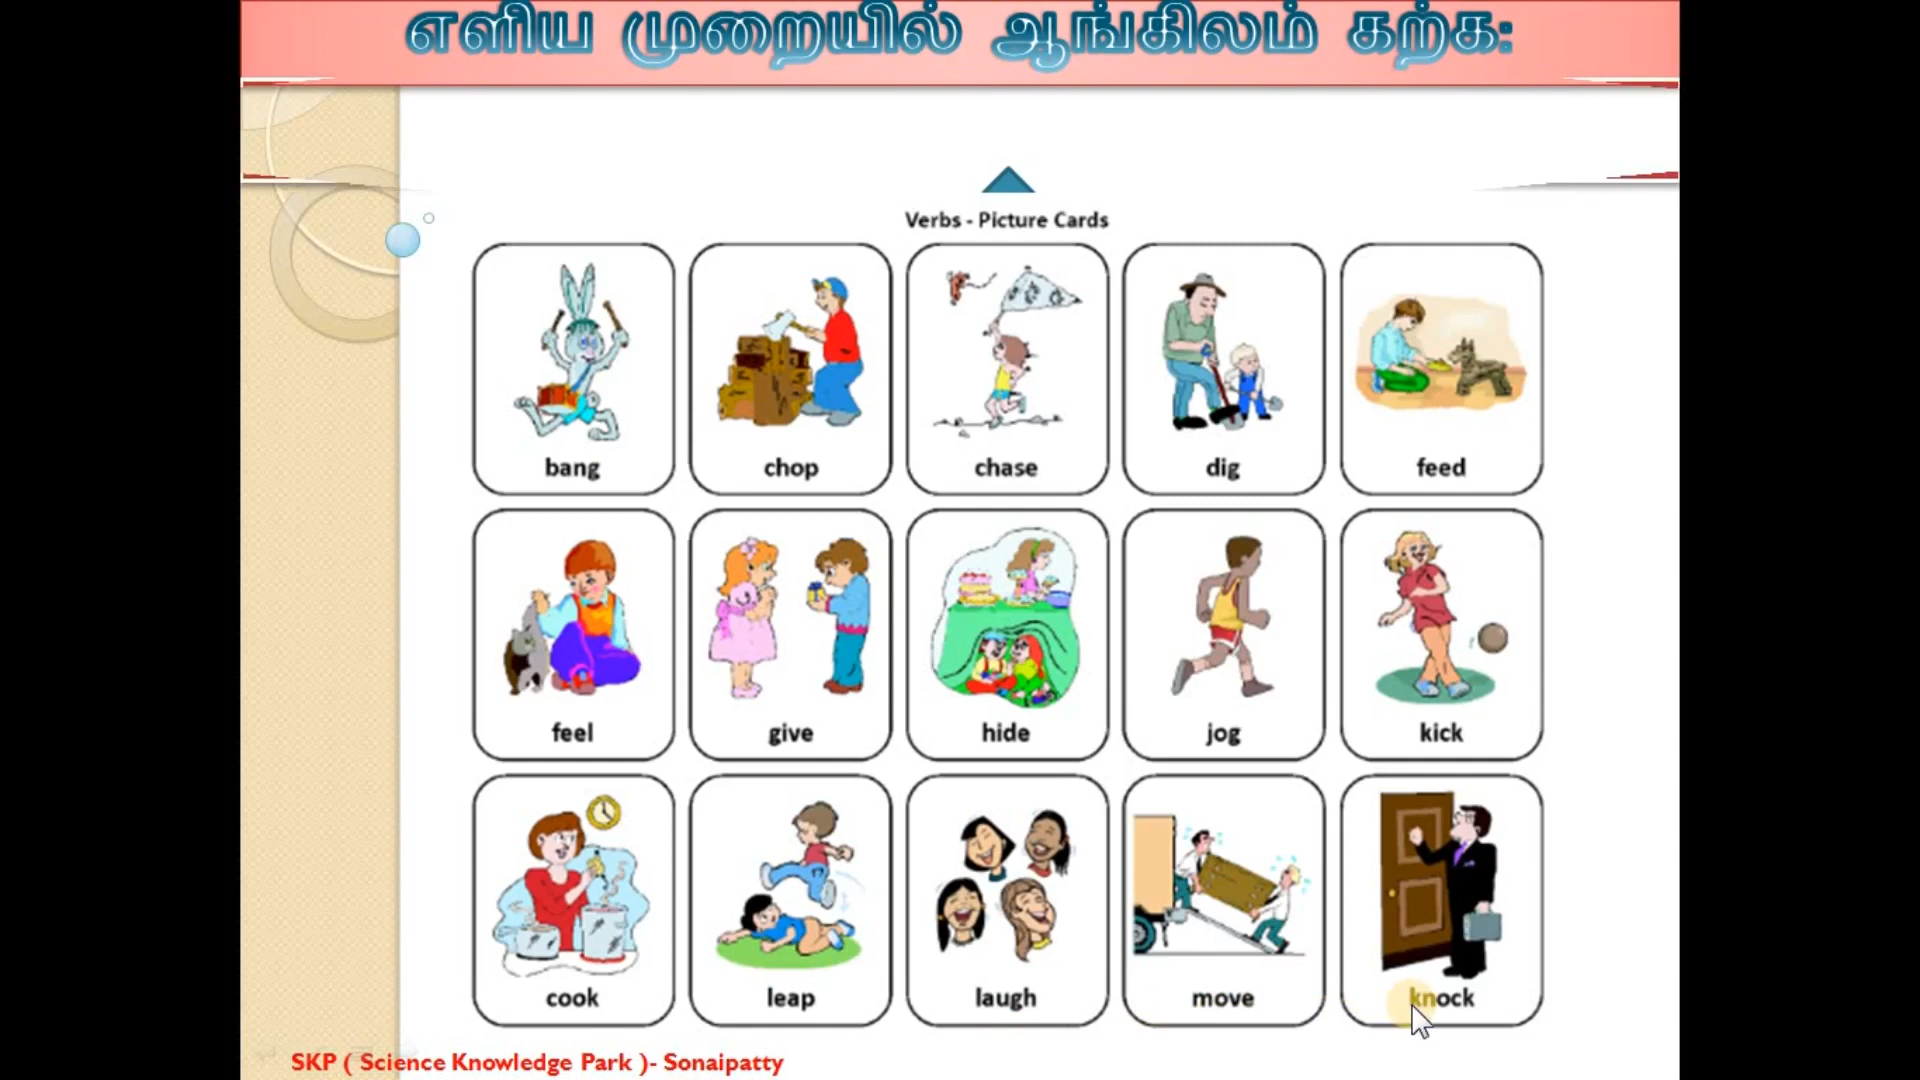 எளிய முறையில் ஆங்கிலம் கற்க:
Verbs - Picture Cards
bang chop chase dig feed
feel give hide jog kick
cook leap laugh move knock
SKP ( Science Knowledge Park )- Sonaipatty